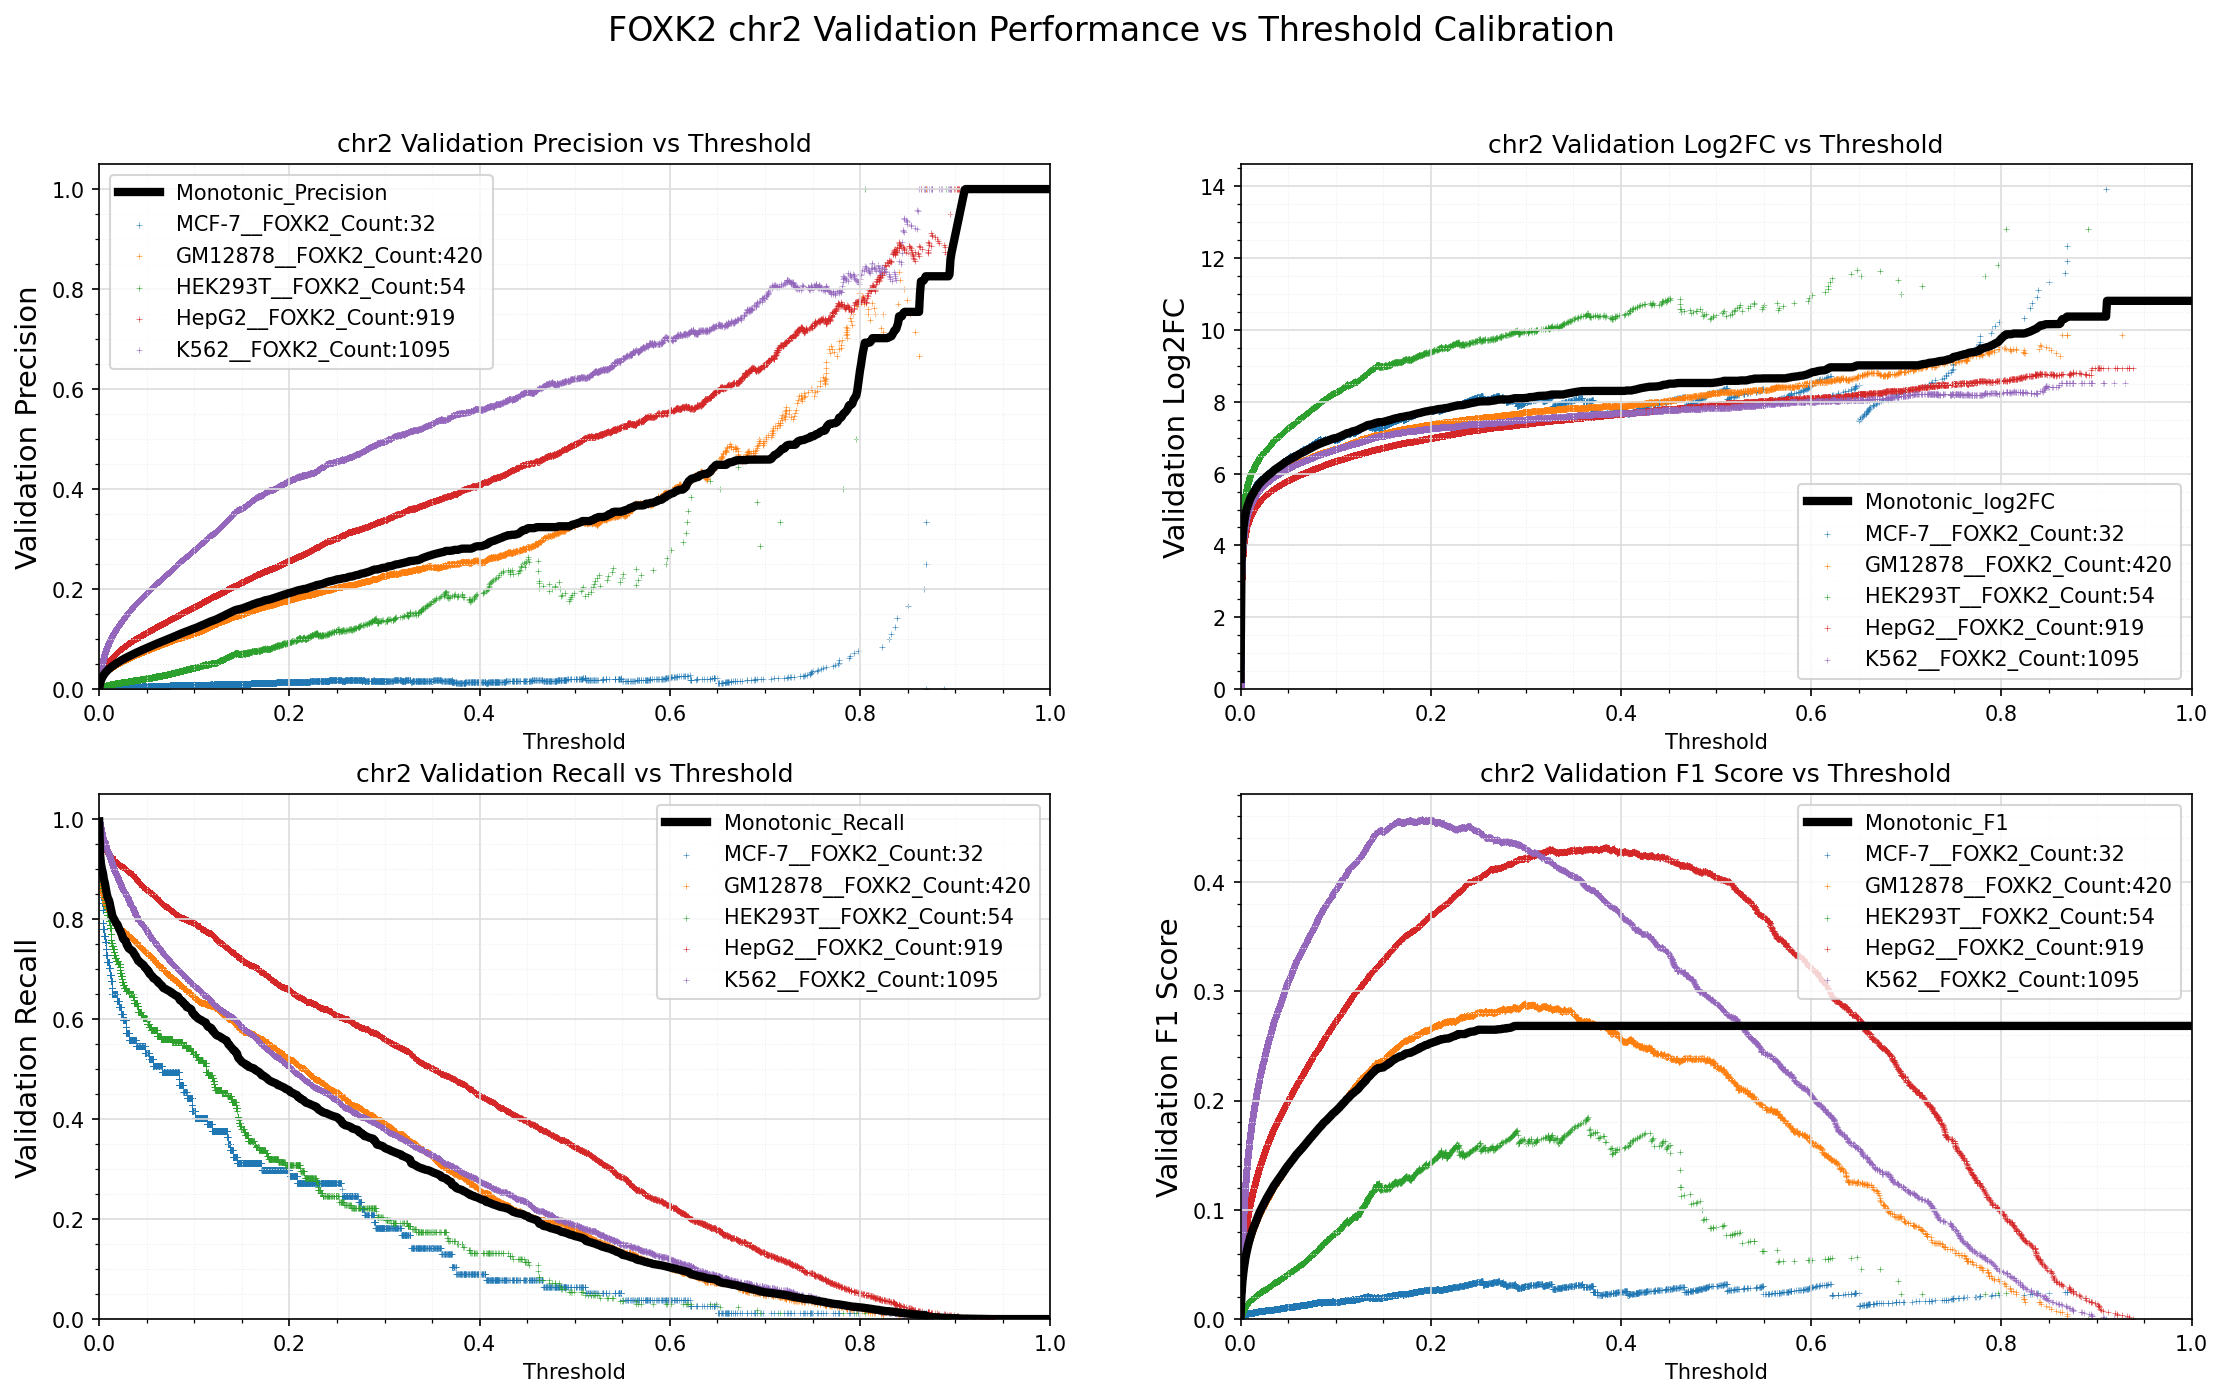 FOXK2 chr2 Validation Performance vs Threshold Calibration
chr2 Validation Precision vs Threshold
Validation Precision
1.0
0.8
0.6
0.4
0.2
0.0
Monotonic_Precision
MCF-7__FOXK2_Count:32
GM12878__FOXK2_Count:420
HEK293T__FOXK2_Count:54
HepG2__FOXK2_Count:919
K562__FOXK2_Count:1095
0.0 0.2 0.4 0.6 0.8 1.0
Threshold
chr2 Validation Log2FC vs Threshold
Validation Log2FC
14
12
10
8
6
4
2
0
Monotonic_log2FC
MCF-7__FOXK2_Count:32
GM12878__FOXK2_Count:420
HEK293T__FOXK2_Count:54
HepG2__FOXK2_Count:919
K562__FOXK2_Count:1095
0.0 0.2 0.4 0.6 0.8 1.0
Threshold
chr2 Validation Recall vs Threshold
Validation Recall
1.0
0.8
0.6
0.4
0.2
0.0
Monotonic_Recall
MCF-7__FOXK2_Count:32
GM12878__FOXK2_Count:420
HEK293T__FOXK2_Count:54
HepG2__FOXK2_Count:919
K562__FOXK2_Count:1095
0.0 0.2 0.4 0.6 0.8 1.0
Threshold
chr2 Validation F1 Score vs Threshold
Validation F1 Score
0.4
0.3
0.2
0.1
0.0
Monotonic_F1
MCF-7__FOXK2_Count:32
GM12878__FOXK2_Count:420
HEK293T__FOXK2_Count:54
HepG2__FOXK2_Count:919
K562__FOXK2_Count:1095
0.0 0.2 0.4 0.6 0.8 1.0
Threshold